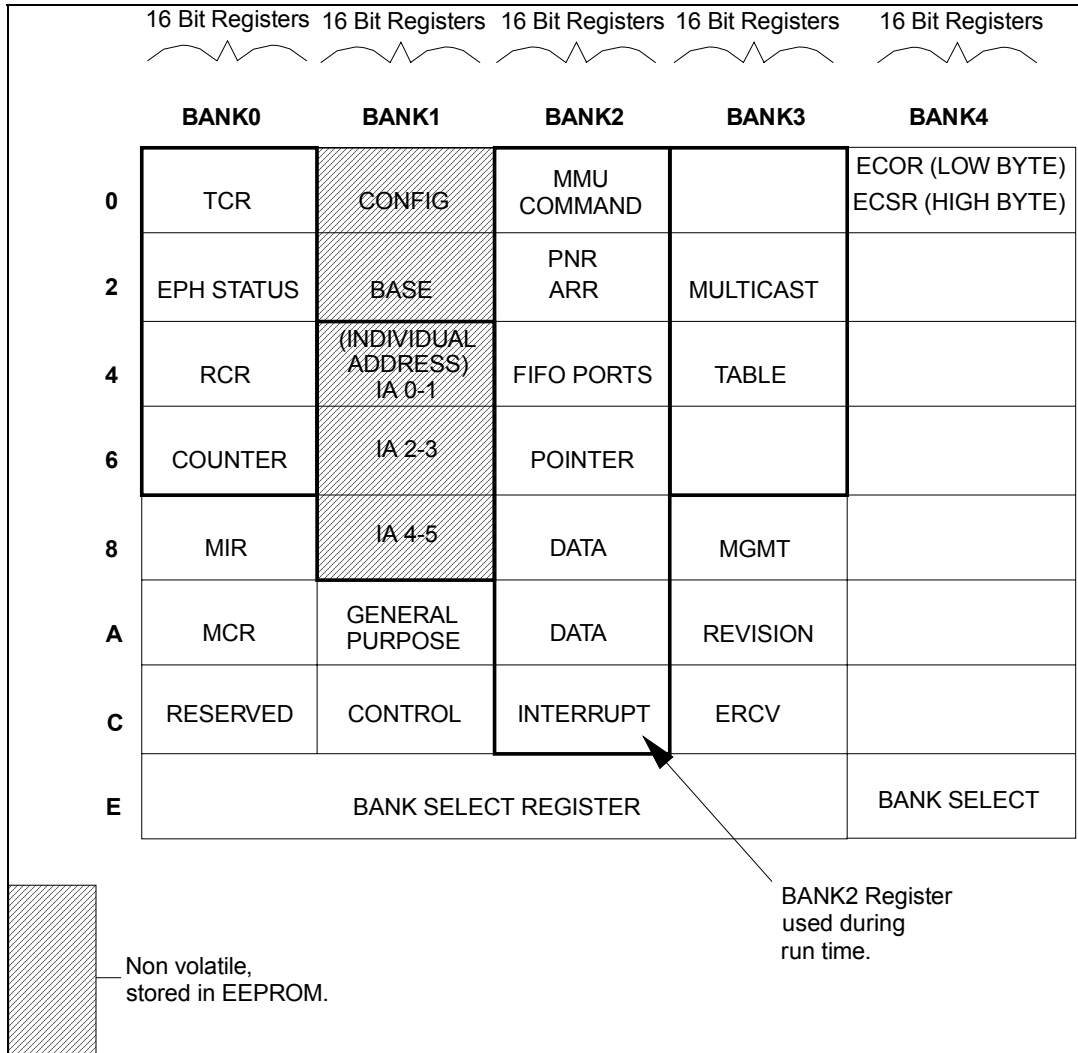 16 Bit Registers 16 Bit Registers 16 Bit Registers 16 Bit Registers 16 Bit Registers
BANK0 BANK1 BANK2 BANK3 BANK4
0 TCR CONFIG MMU COMMAND ECOR (LOW BYTE) ECSR (HIGH BYTE)
2 EPH STATUS BASE PNR ARR MULTICAST
4 RCR (INDIVIDUAL ADDRESS) IA 0-1 FIFO PORTS TABLE
6 COUNTER IA 2-3 POINTER
8 MIR IA 4-5 DATA MGMT
A MCR GENERAL PURPOSE DATA REVISION
C RESERVED CONTROL INTERRUPT ERCV
E BANK SELECT REGISTER BANK SELECT
BANK2 Register
used during
run time.
Non volatile,
stored in EEPROM.